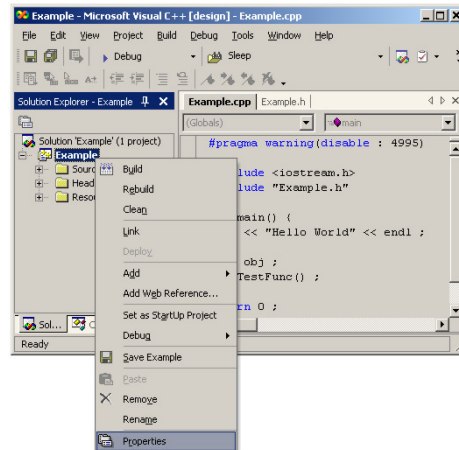 Example - Microsoft Visual C++ [design] - Example.cpp
File Edit View Project Build Debug Tools Window Help
Debug Sleep
Solution Explorer - Example
Example.cpp Example.h
(Globals) main
Solution 'Example' (1 project)
#pragma warning(disable : 4995)
Example
Sourc
Build
lude <iostream.h>
Head
Rebuild
lude "Example.h"
Resou
Clean
Link
main() {
<< "Hello World" << endl ;
Deploy
obj ;
Add
TestFunc() ;
Add Web Reference...
rn 0 ;
Set as StartUp Project
Sol...
Debug
Ready
Save Example
Paste
Remove
Rename
Properties